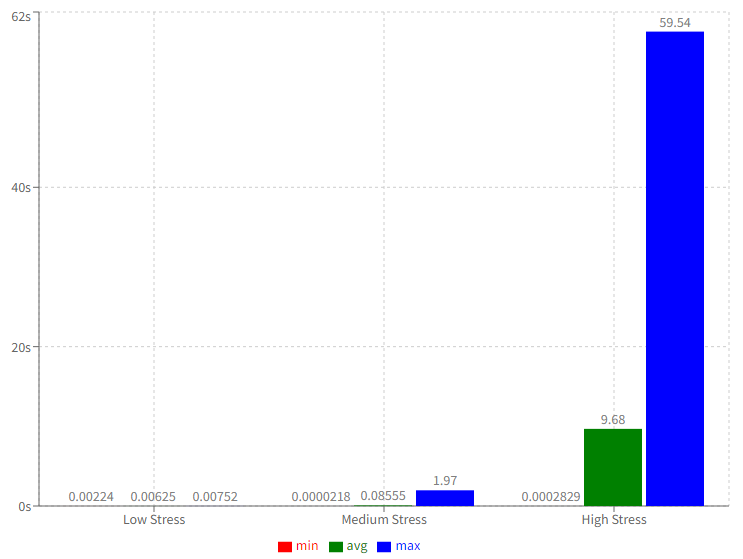 62s
59.54
40s
20s
9.68
1.97
0.00224 0.00625 0.00752 0.0000218 0.08555 0.0002829
0s
Low Stress Medium Stress High Stress
min avg max